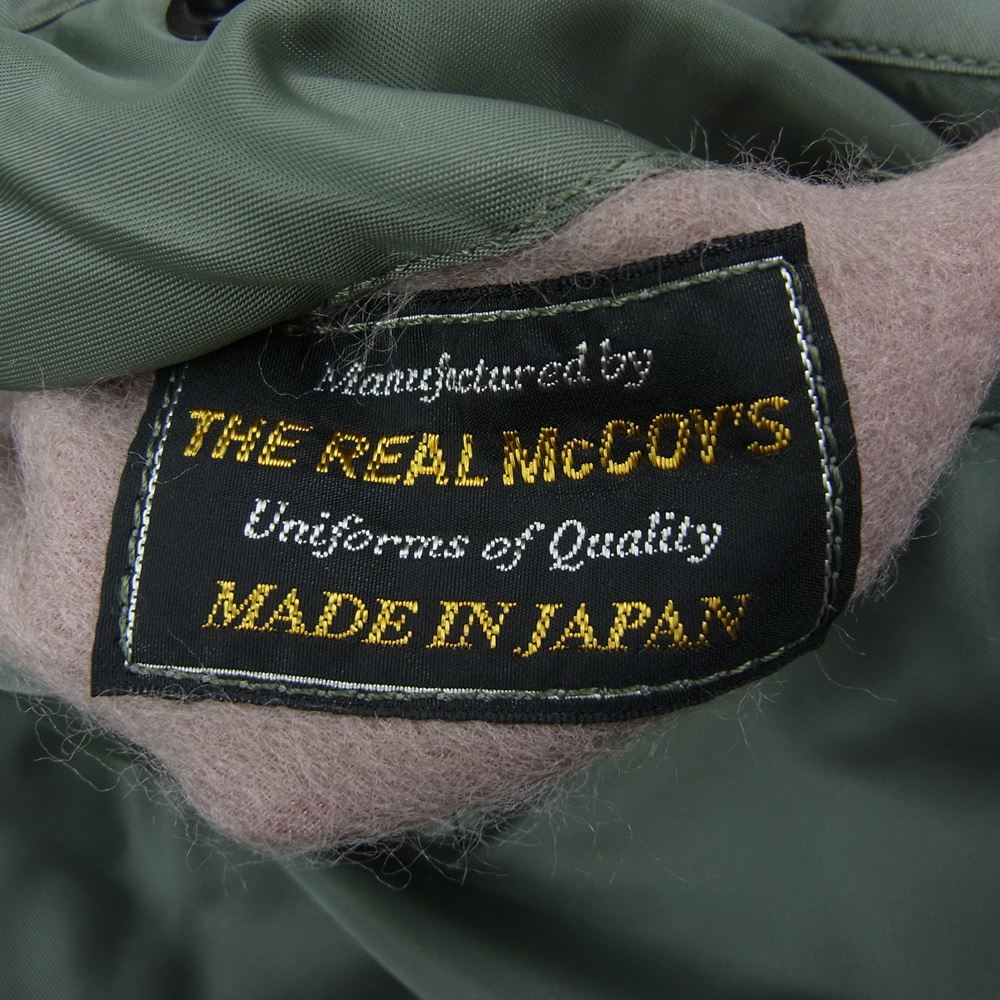 Manufactured by
THE REAL McCOY'S
Uniforms of Quality
MADE IN JAPAN